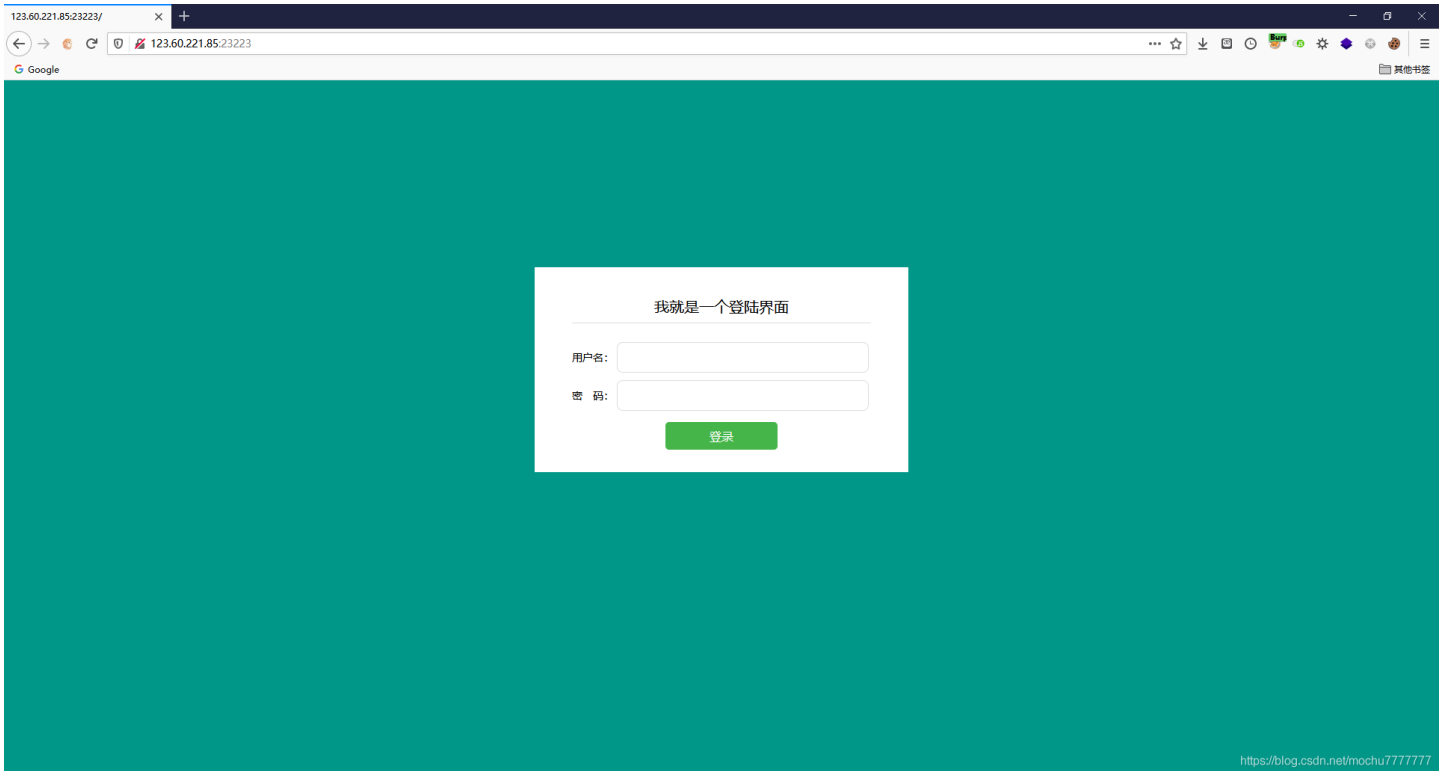 123.60.221.85:23223/
123.60.221.85:23223
Burp
Google
其他书签
我就是一个登陆界面
用户名:
密 码:
登录
https://blog.csdn.net/mochu7777777